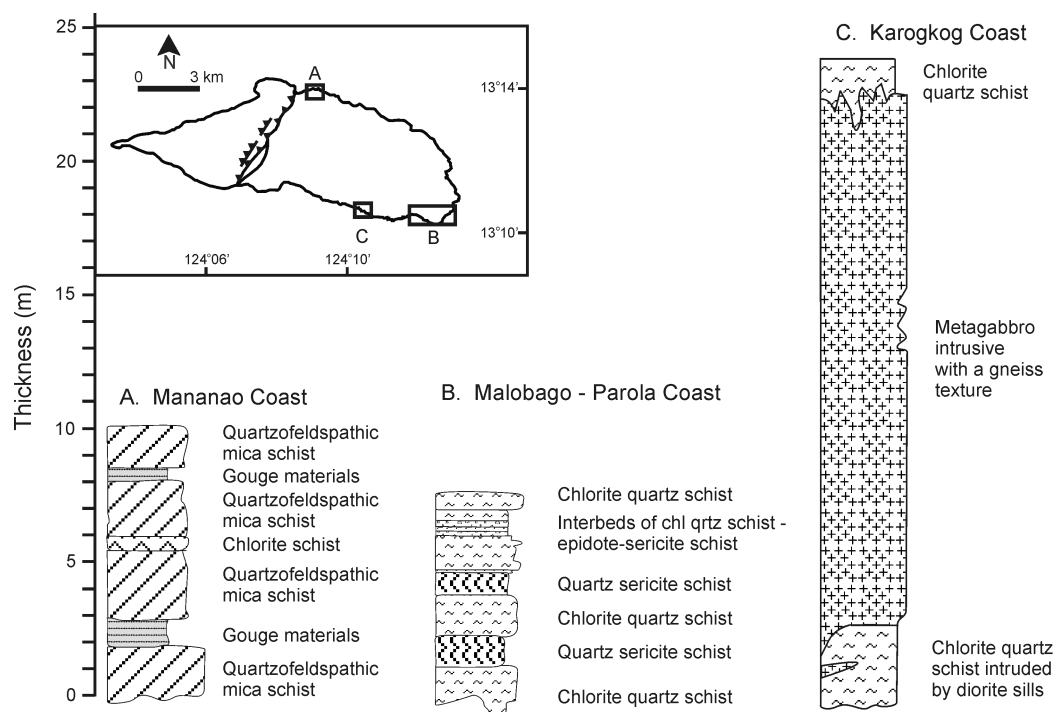 25
20
15
10
5
0
Thickness (m)
N
0 3 km
A
B
C
13°14'
13°10'
124°06'
124°10'
A. Mananao Coast
Quartzofeldspathic
mica schist
Gouge materials
Quartzofeldspathic
mica schist
Chlorite schist
Quartzofeldspathic
mica schist
Gouge materials
Quartzofeldspathic
mica schist
B. Malobago - Parola Coast
Chlorite quartz schist
Interbeds of chl qrtz schist -
epidote-sericite schist
Quartz sericite schist
Chlorite quartz schist
Quartz sericite schist
Chlorite quartz schist
C. Karogkog Coast
Chlorite
quartz schist
Metagabbro
intrusive
with a gneiss
texture
Chlorite quartz
schist intruded
by diorite sills